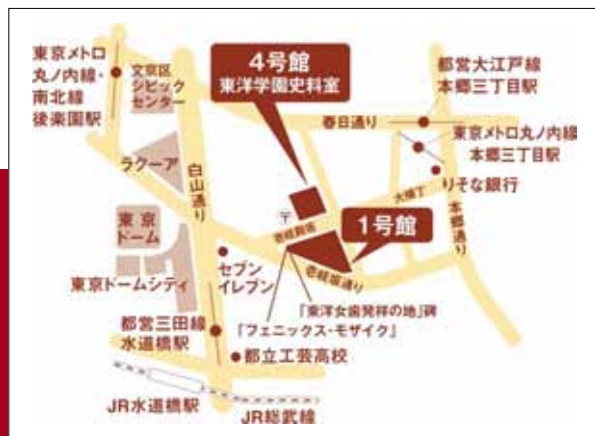 東京メトロ
丸ノ内線・
南北線
後楽園駅
文京区
シビック
センター
4号館
東洋学園史料室
都営大江戸線
本郷三丁目駅
春日通り
東京メトロ丸ノ内線
本郷三丁目駅
りそな銀行
ラクーア
白山通り
大横丁
本郷通り
〒
壱岐殿坂
1号館
東京
ドーム
セブン
イレブン
壱岐坂通り
東京ドームシティ
「東洋女歯発祥の地」碑
「フェニックス・モザイク」
都営三田線
水道橋駅
都立工芸高校
JR水道橋駅
JR総武線